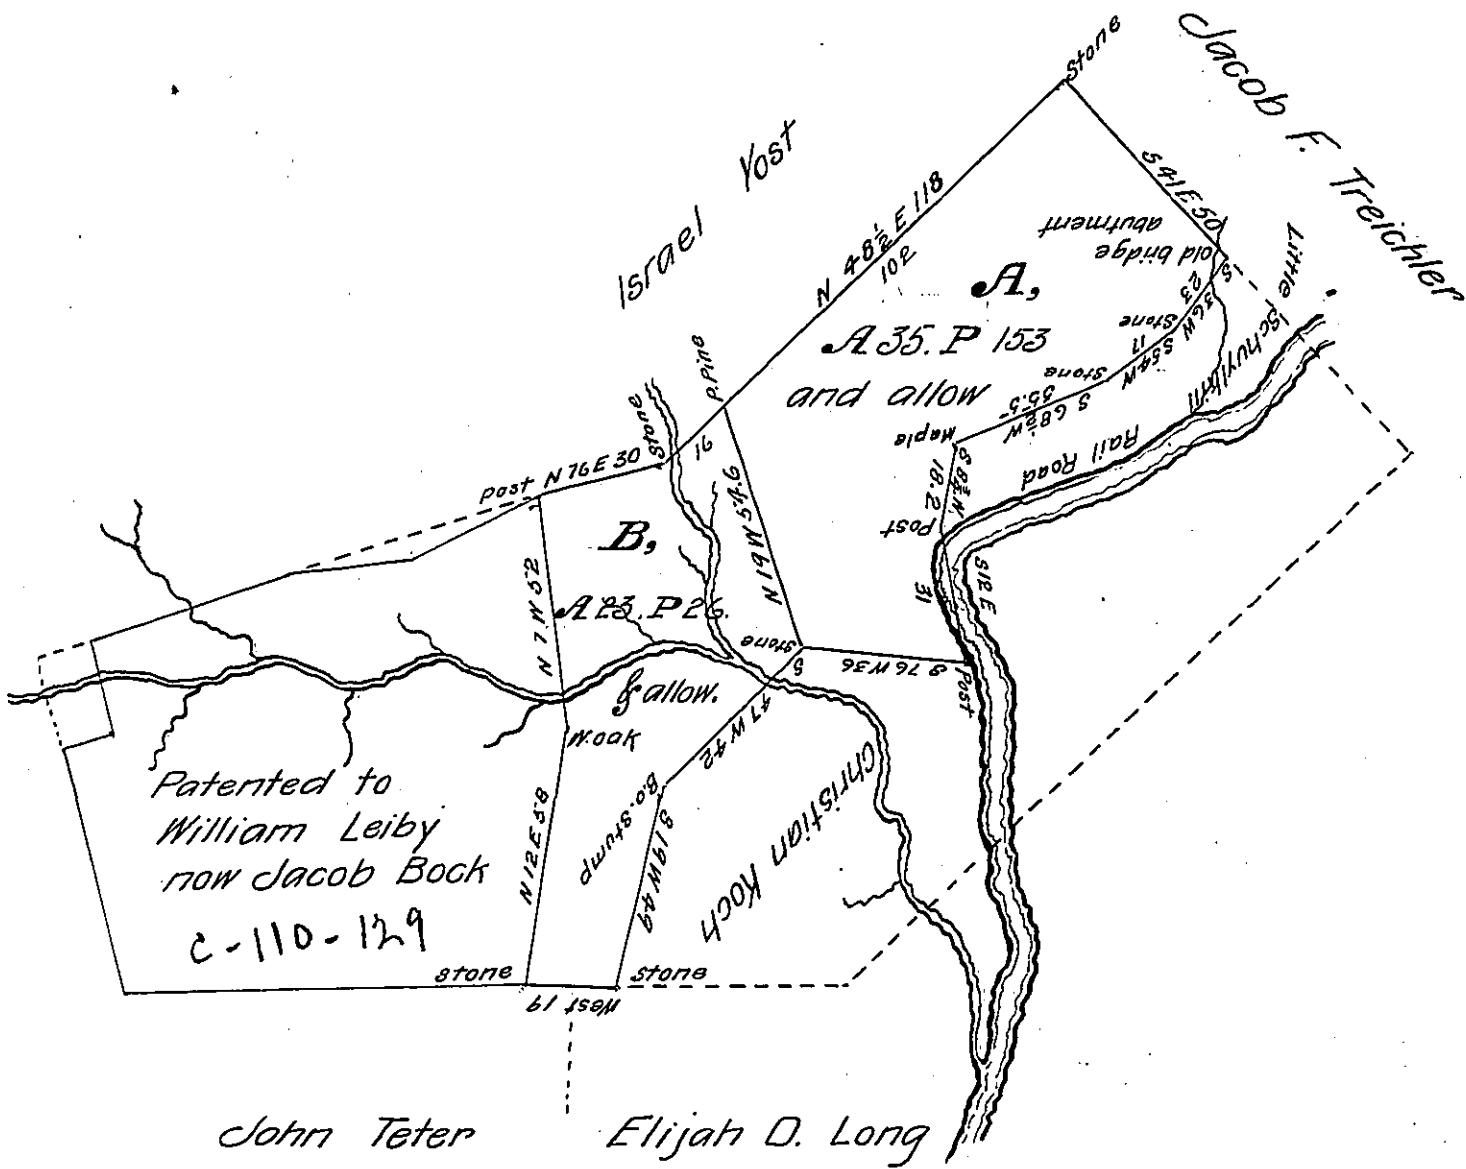 Jacob F. Treichler
Stone
Israel Yost
N 48½ E 118
102
S 41 E 50
old bridge
abutment
S
36 W
23
Stone
S 54 W
17
Stone
S 68½ W
55.5
Maple
S 8¾ W
18.2
Post
Little Schuylkill
Rail Road
A,
A 35. P 153
and allow
P. Pine
16
Stone
N 76 E 30
Post
N 19 W 54.6
B,
A 23. P 26.
& allow.
N 7 W 52
Stone
S 76 W 36
Post
S 12 E
31
S
47 W 42
W. oak
B.o. Stump
N 12 E 58
S 19 W 49
Christian Koch
Patented to
William Leiby
now Jacob Bock
C-110-129
stone
Stone
West 19
John Teter
Elijah D. Long